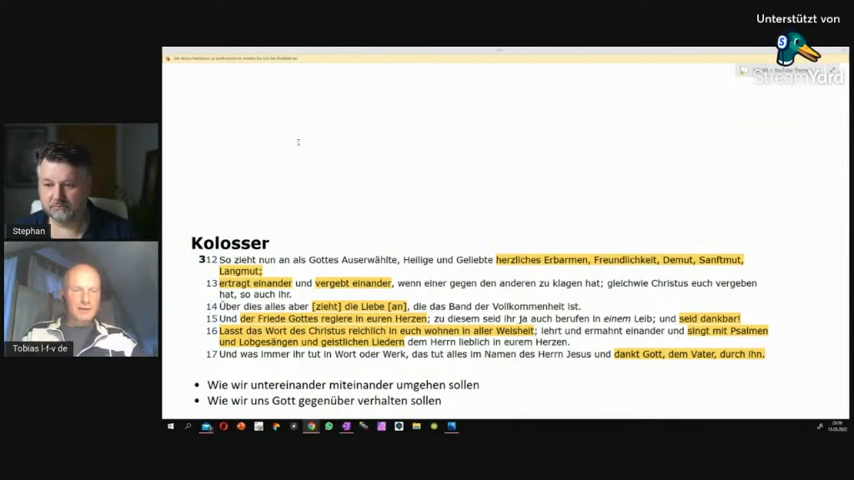 Unterstützt von
StreamYard
Kolosser
3 12 So zieht nun an als Gottes Auserwählte, Heilige und Geliebte herzliches Erbarmen, Freundlichkeit, Demut, Sanftmut,
Langmut;
13 ertragt einander und vergebt einander, wenn einer gegen den anderen zu klagen hat; gleichwie Christus euch vergeben
hat, so auch ihr.
14 Über dies alles aber [zieht] die Liebe [an], die das Band der Vollkommenheit ist.
15 Und der Friede Gottes regiere in euren Herzen; zu diesem seid ihr ja auch berufen in einem Leib; und seid dankbar!
16 Lasst das Wort des Christus reichlich in euch wohnen in aller Weisheit; lehrt und ermahnt einander und singt mit Psalmen
und Lobgesängen und geistlichen Liedern dem Herrn lieblich in eurem Herzen.
17 Und was immer ihr tut in Wort oder Werk, das tut alles im Namen des Herrn Jesus und dankt Gott, dem Vater, durch ihn.
• Wie wir untereinander miteinander umgehen sollen
• Wie wir uns Gott gegenüber verhalten sollen
Stephan
Tobias l-f-v de
13.03.2022